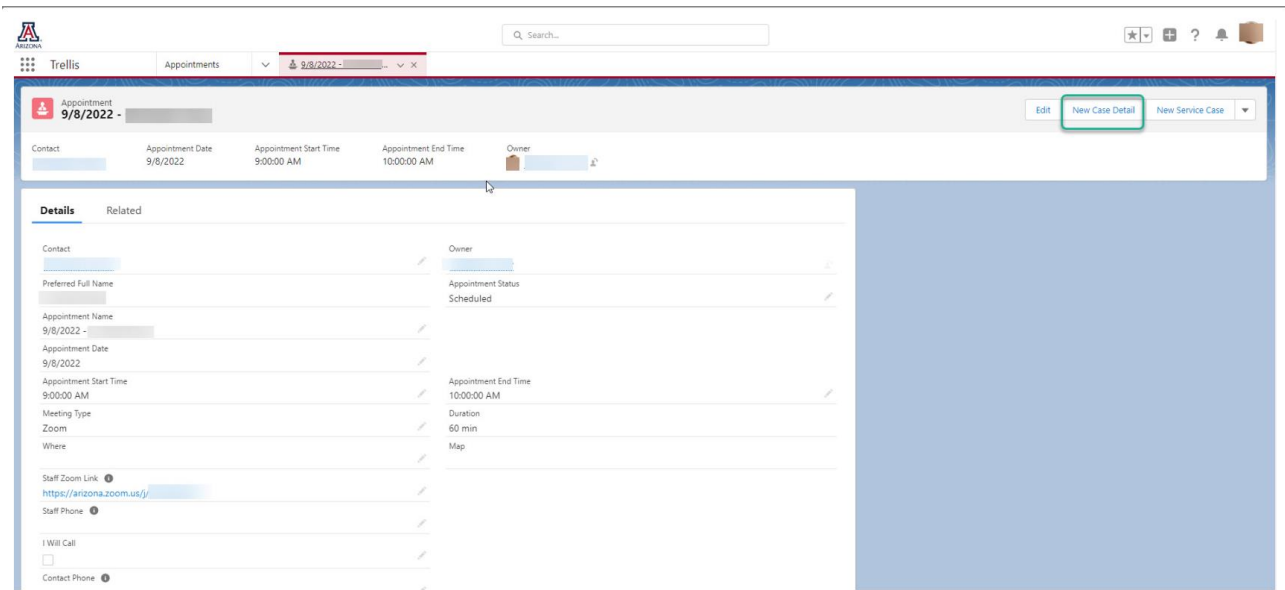 ARIZONA
Search...
Trellis
Appointments
9/8/2022 - ...
Appointment
9/8/2022 -
Edit
New Case Detail
New Service Case
Contact
Appointment Date
Appointment Start Time
Appointment End Time
Owner
9/8/2022
9:00:00 AM
10:00:00 AM
Details
Related
Contact
Owner
Preferred Full Name
Appointment Status
Scheduled
Appointment Name
9/8/2022 -
Appointment Date
9/8/2022
Appointment Start Time
Appointment End Time
9:00:00 AM
10:00:00 AM
Meeting Type
Duration
Zoom
60 min
Where
Map
Staff Zoom Link
https://arizona.zoom.us/j/
Staff Phone
I Will Call
Contact Phone